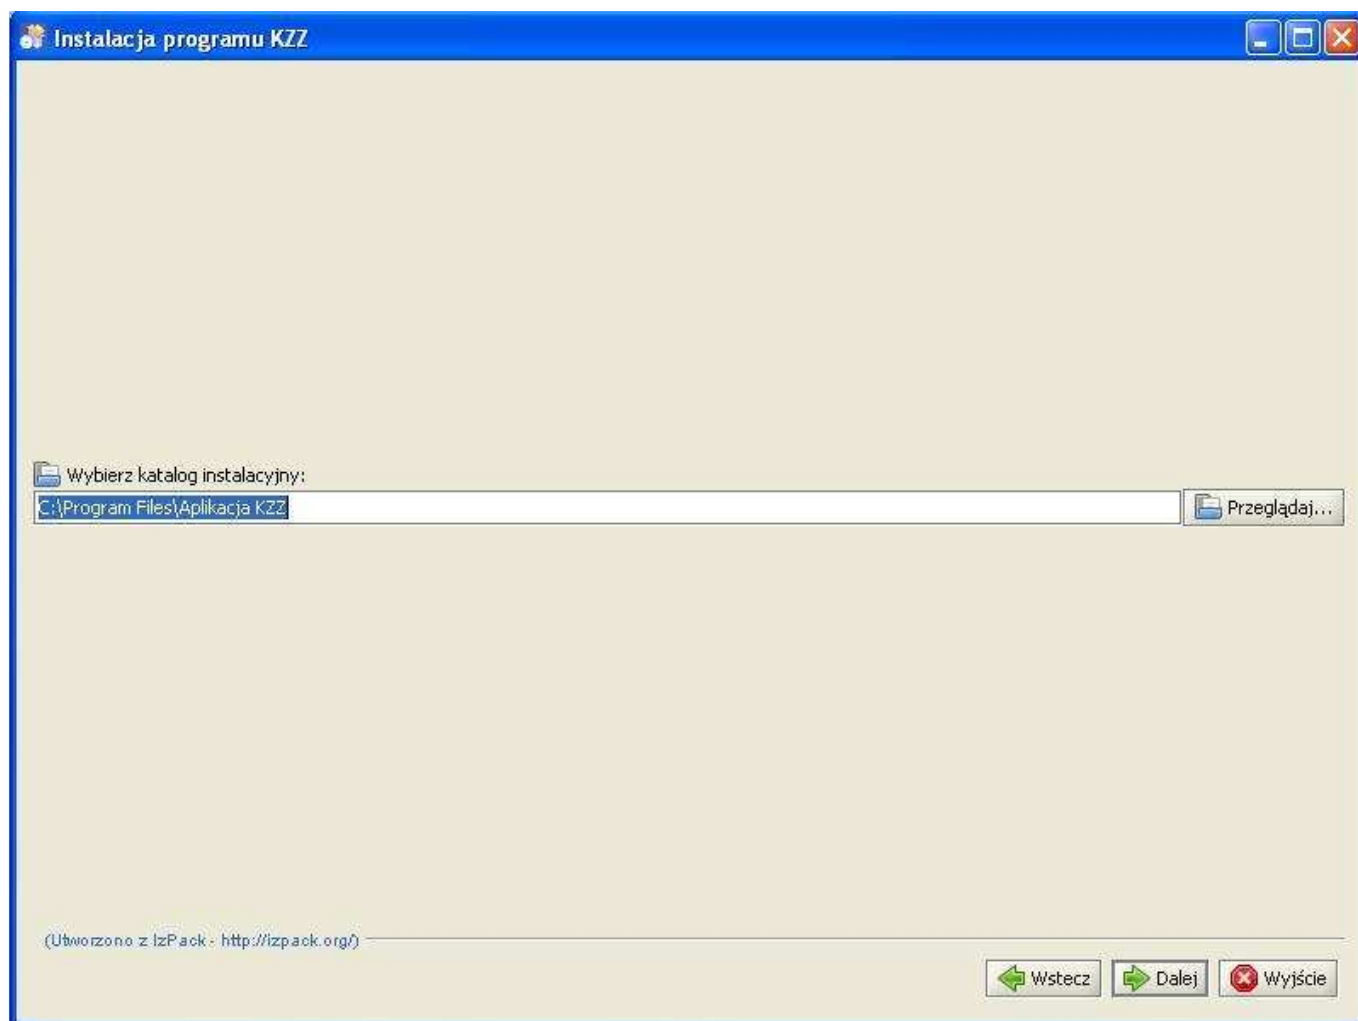 Instalacja programu KZZ
Wybierz katalog instalacyjny:
C:\Program Files\Aplikacja KZZ
Przeglądaj...
(Utworzono z IzPack - http://izpack.org/)
Wstecz
Dalej
Wyjście